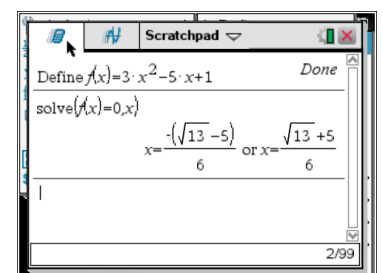 Scratchpad
Define f(x)=3·x²−5·x+1 Done
solve(f(x)=0,x)
x=-(√13 −5)/6 or x=(√13 +5)/6
2/99